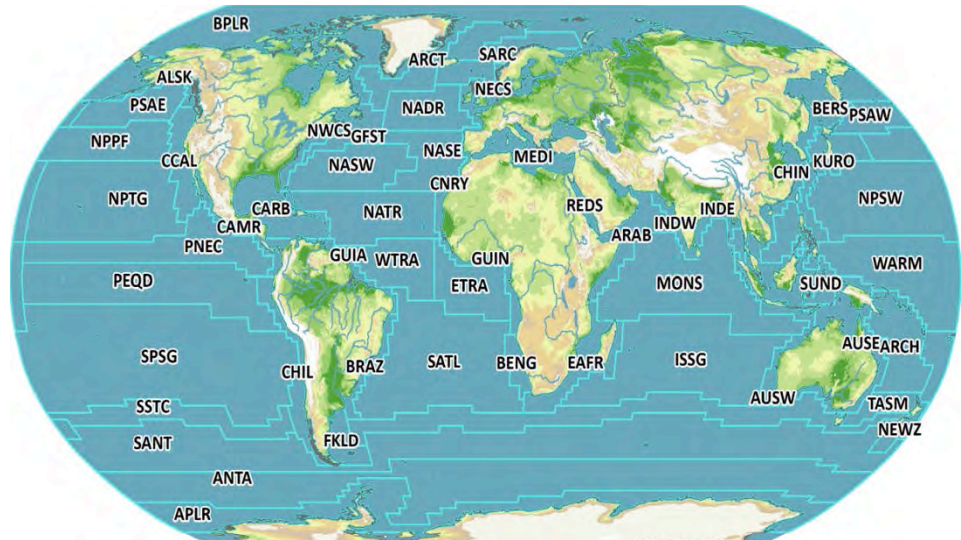 BPLR
ARCT
SARC
ALSK
NECS
PSAE
NADR
BERS
PSAW
NPPF
NWCS
GFST
NASW
NASE
MEDI
CCAL
CHIN
KURO
CNRY
NPTG
CARB
NATR
REDS
INDW
INDE
NPSW
CAMR
ARAB
PNEC
GUIA
WTRA
GUIN
WARM
PEQD
ETRA
MONS
SUND
SPSG
CHIL
BRAZ
SATL
BENG
EAFR
ISSG
AUSE
ARCH
SSTC
AUSW
TASM
SANT
FKLD
NEWZ
ANTA
APLR